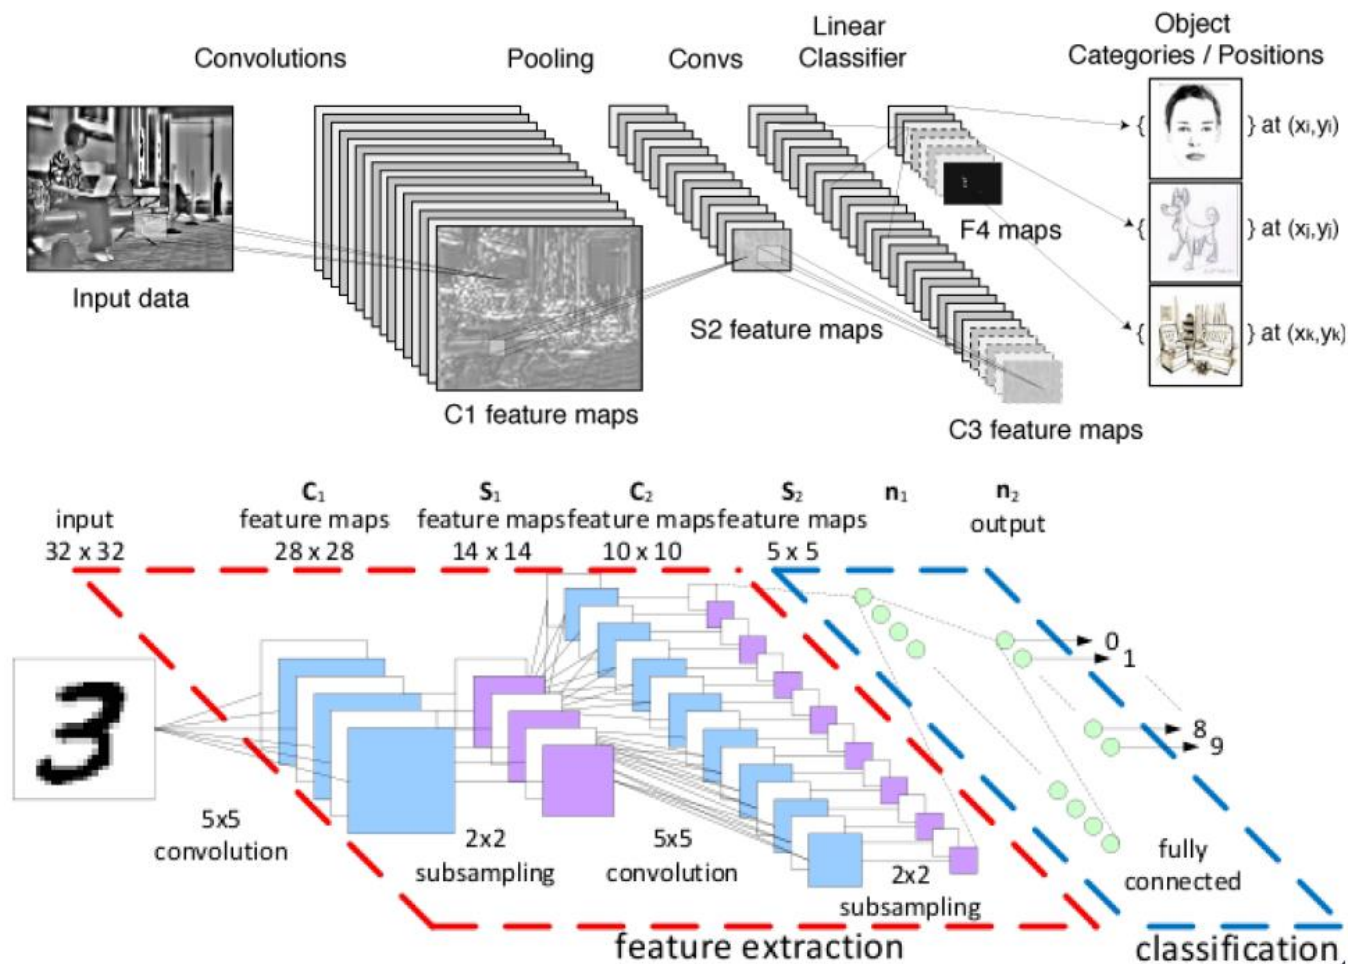 Convolutions
Pooling
Convs
Linear
Classifier
Object
Categories / Positions
{ } at (xi,yi)
{ } at (xj,yj)
{ } at (xk,yk)
Input data
C1 feature maps
S2 feature maps
F4 maps
C3 feature maps
input
32 x 32
C1
feature maps
28 x 28
S1
feature maps
14 x 14
C2
feature maps
10 x 10
S2
feature maps
5 x 5
n1
n2
output
3
0
1
8
9
5x5
convolution
2x2
subsampling
5x5
convolution
2x2
subsampling
fully
connected
feature extraction
classification